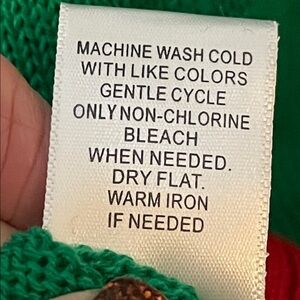 MACHINE WASH COLD
WITH LIKE COLORS
GENTLE CYCLE
ONLY NON-CHLORINE
BLEACH
WHEN NEEDED.
DRY FLAT.
WARM IRON
IF NEEDED